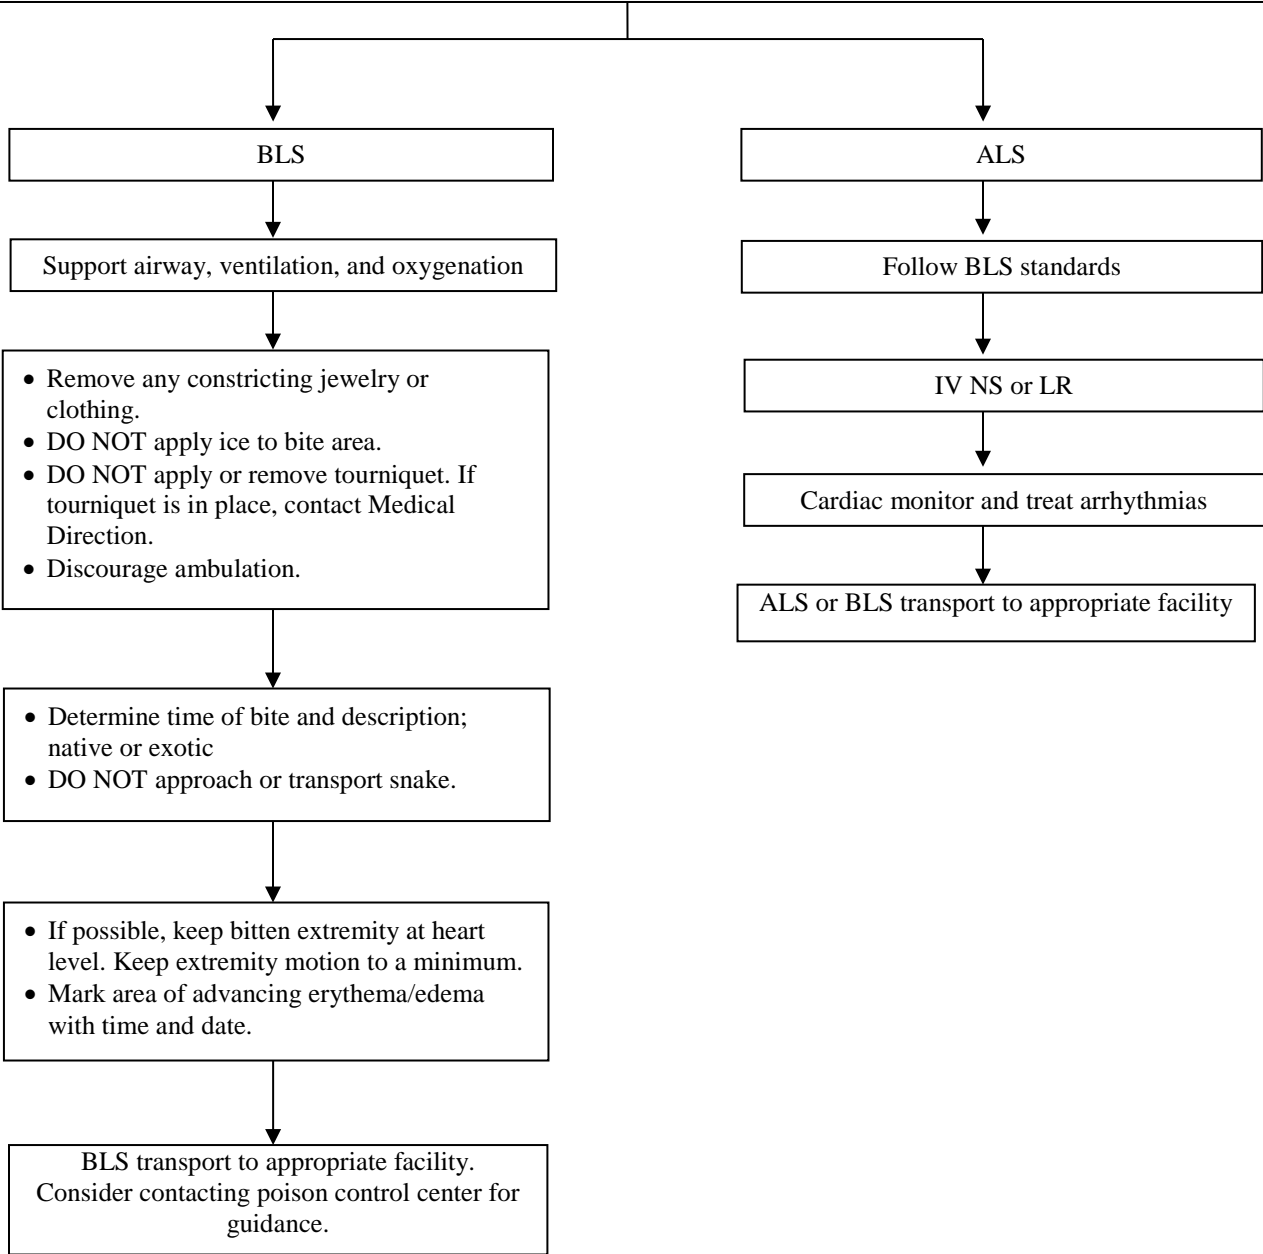 BLS
Support airway, ventilation, and oxygenation
• Remove any constricting jewelry or
clothing.
• DO NOT apply ice to bite area.
• DO NOT apply or remove tourniquet. If
tourniquet is in place, contact Medical
Direction.
• Discourage ambulation.
• Determine time of bite and description;
native or exotic
• DO NOT approach or transport snake.
• If possible, keep bitten extremity at heart
level. Keep extremity motion to a minimum.
• Mark area of advancing erythema/edema
with time and date.
BLS transport to appropriate facility.
Consider contacting poison control center for
guidance.
ALS
Follow BLS standards
IV NS or LR
Cardiac monitor and treat arrhythmias
ALS or BLS transport to appropriate facility